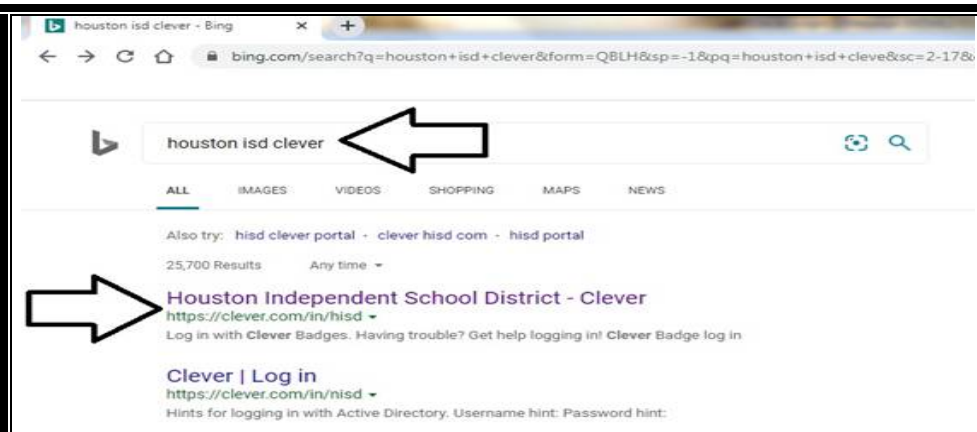 houston isd clever - Bing
bing.com/search?q=houston+isd+clever&form=QBLH&sp=-1&pq=houston+isd+cleve&sc=2-17&
houston isd clever
ALL IMAGES VIDEOS SHOPPING MAPS NEWS
Also try: hisd clever portal - clever hisd com - hisd portal
25,700 Results Any time
Houston Independent School District - Clever
https://clever.com/in/hisd
Log in with Clever Badges. Having trouble? Get help logging in! Clever Badge log in
Clever | Log in
https://clever.com/in/nisd
Hints for logging in with Active Directory. Username hint: Password hint: